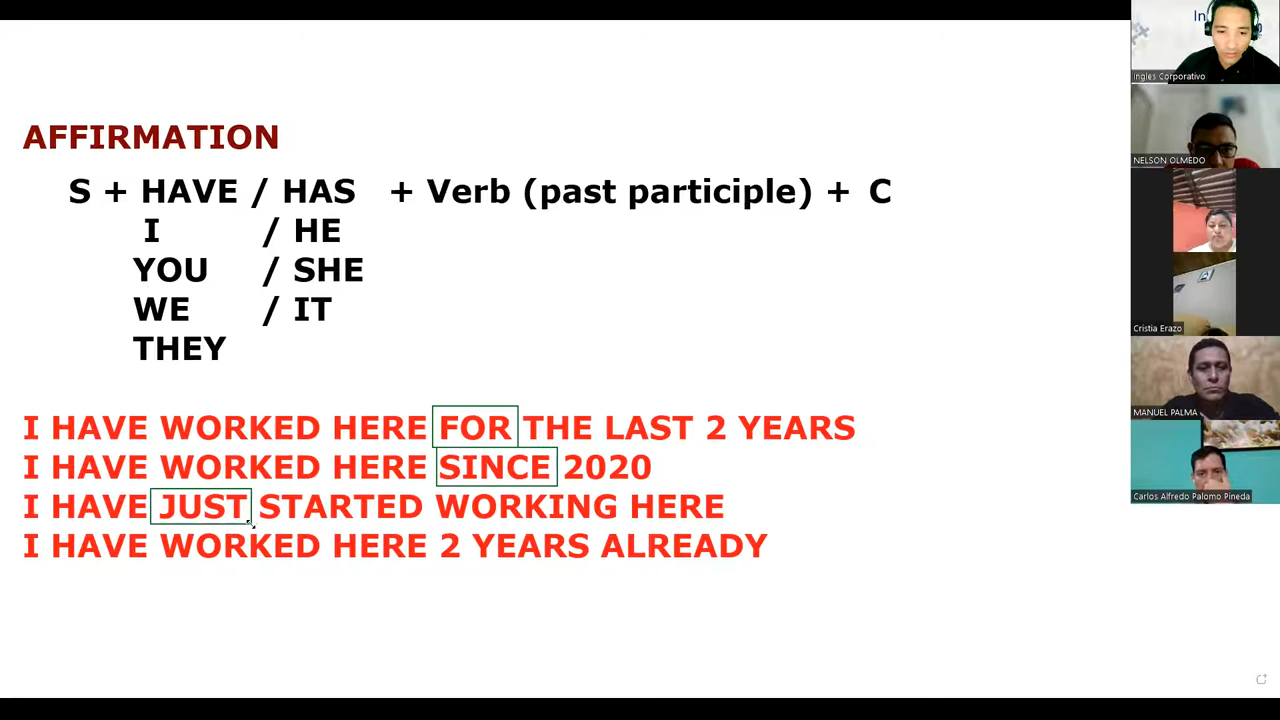 AFFIRMATION
S + HAVE / HAS + Verb (past participle) + C
I / HE
YOU / SHE
WE / IT
THEY
I HAVE WORKED HERE FOR THE LAST 2 YEARS
I HAVE WORKED HERE SINCE 2020
I HAVE JUST STARTED WORKING HERE
I HAVE WORKED HERE 2 YEARS ALREADY
In
Ingles Corporativo
NELSON OLMEDO
Cristia Erazo
MANUEL PALMA
Carlos Alfredo Palomo Pineda